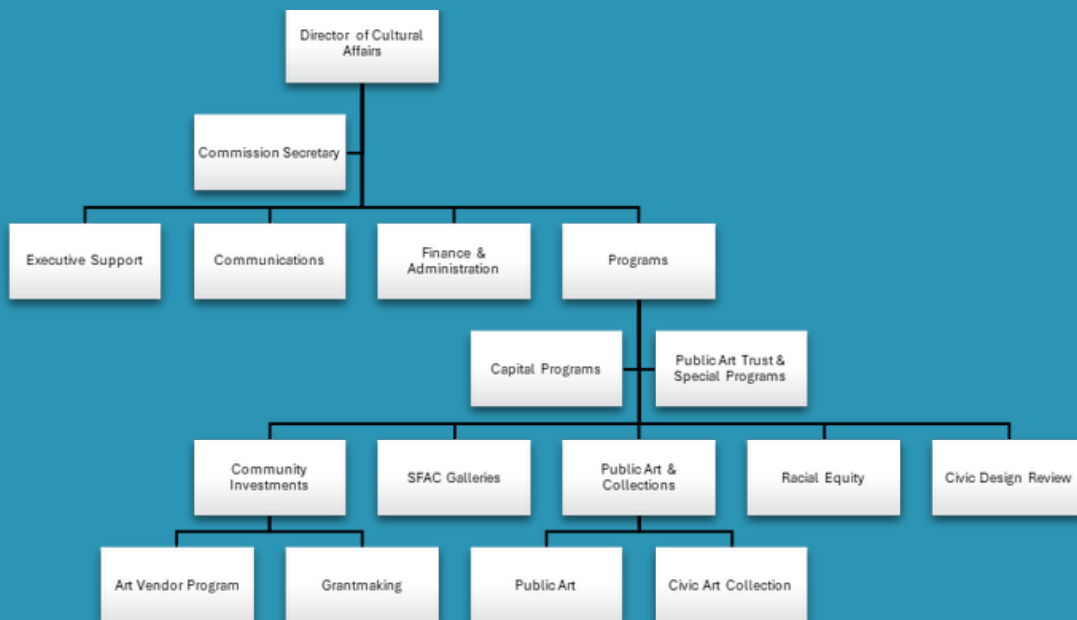 Director of Cultural
Affairs
Commission Secretary
Executive Support
Communications
Finance &
Administration
Programs
Capital Programs
Public Art Trust &
Special Programs
Community
Investments
SFAC Galleries
Public Art &
Collections
Racial Equity
Civic Design Review
Art Vendor Program
Grantmaking
Public Art
Civic Art Collection